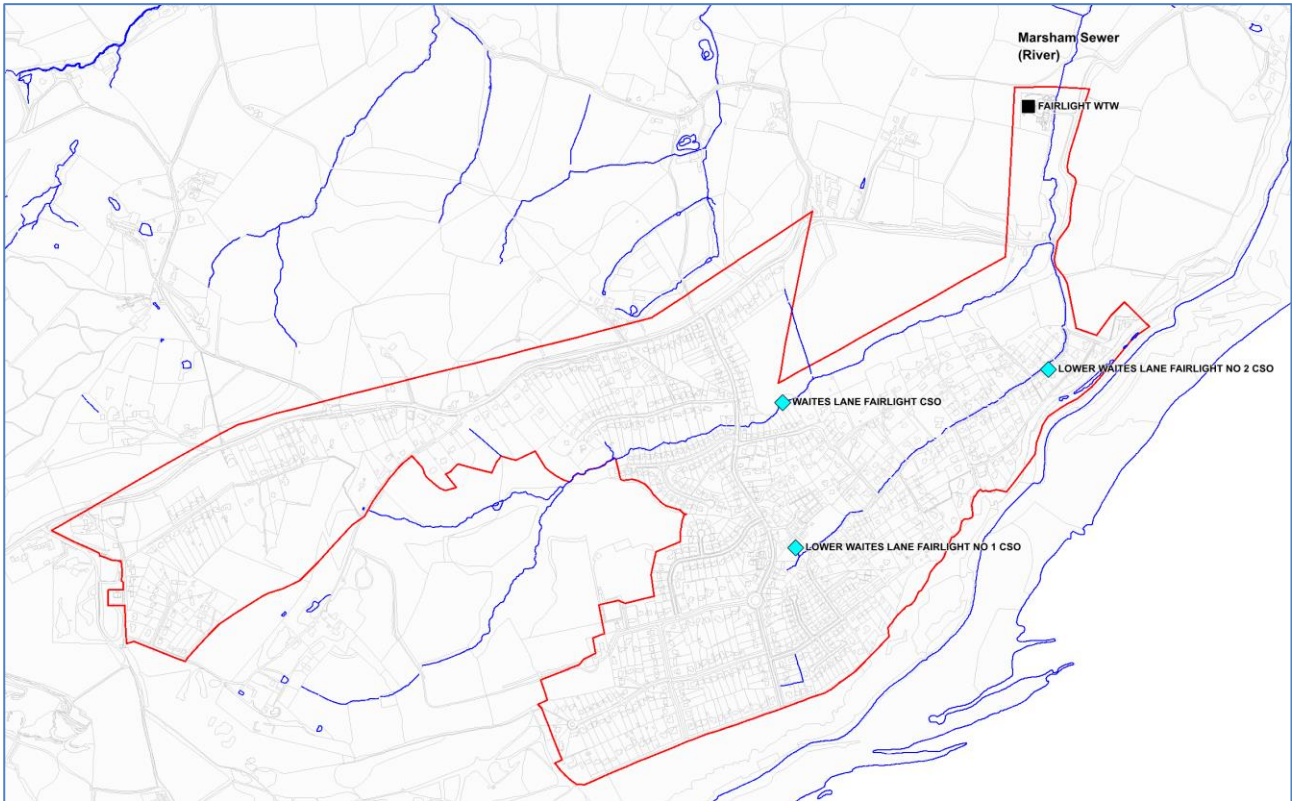 Marsham Sewer
(River)
FAIRLIGHT WTW
LOWER WAITES LANE FAIRLIGHT NO 2 CSO
WAITES LANE FAIRLIGHT CSO
LOWER WAITES LANE FAIRLIGHT NO 1 CSO